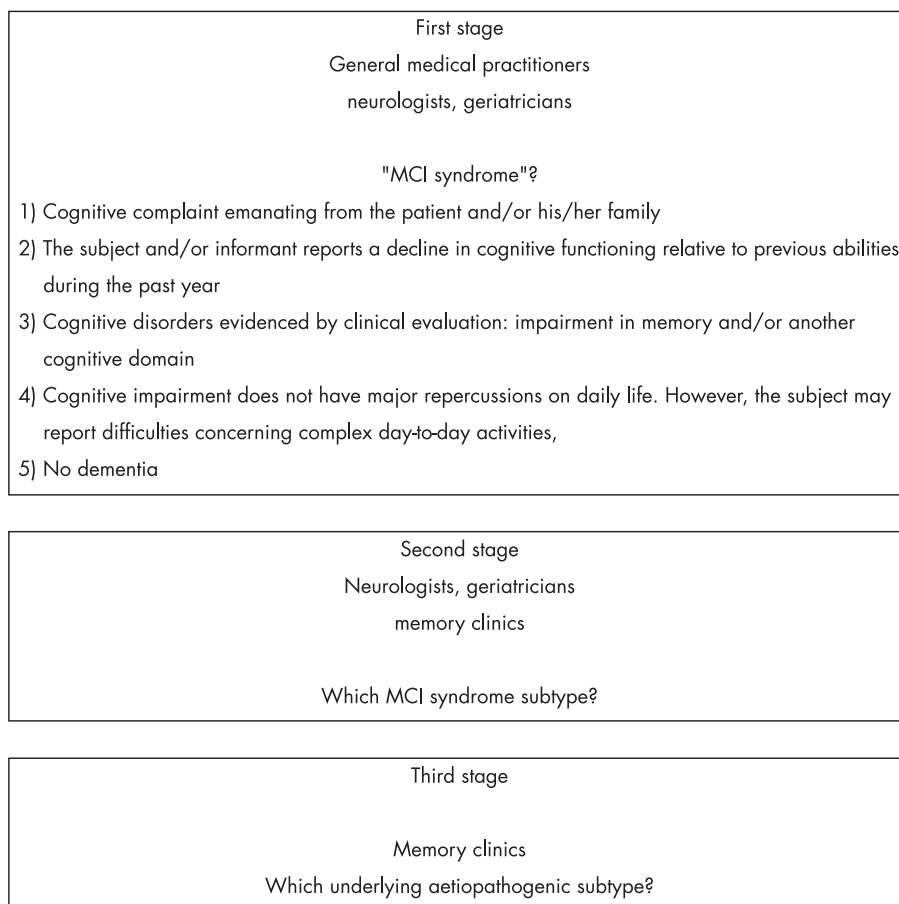 First stage
General medical practitioners
neurologists, geriatricians
"MCI syndrome"?
1) Cognitive complaint emanating from the patient and/or his/her family
2) The subject and/or informant reports a decline in cognitive functioning relative to previous abilities
during the past year
3) Cognitive disorders evidenced by clinical evaluation: impairment in memory and/or another
cognitive domain
4) Cognitive impairment does not have major repercussions on daily life. However, the subject may
report difficulties concerning complex day-to-day activities,
5) No dementia
Second stage
Neurologists, geriatricians
memory clinics
Which MCI syndrome subtype?
Third stage
Memory clinics
Which underlying aetiopathogenic subtype?